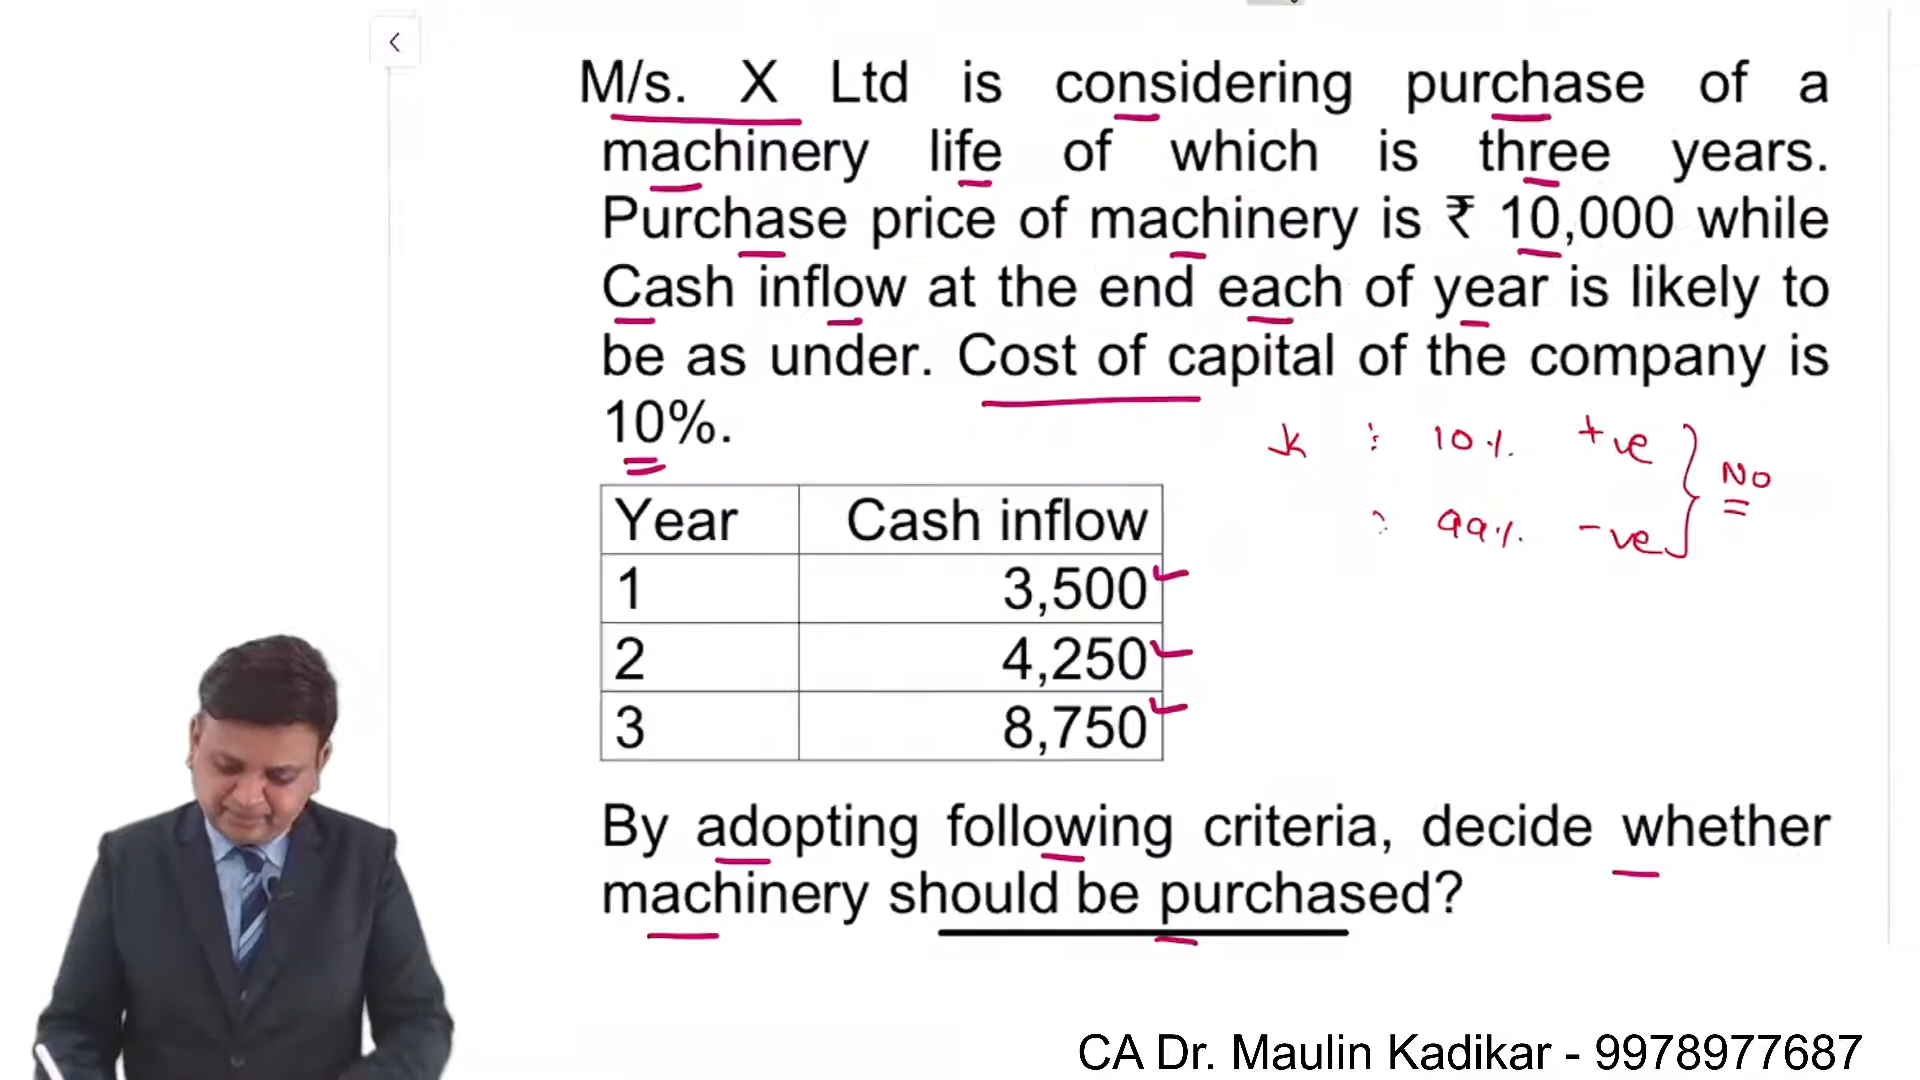 M/s. X Ltd is considering purchase of a
machinery life of which is three years.
Purchase price of machinery is ₹ 10,000 while
Cash inflow at the end each of year is likely to
be as under. Cost of capital of the company is
10%.
k : 10% +ve
: 99% -ve
NO
Year Cash inflow
1 3,500
2 4,250
3 8,750
By adopting following criteria, decide whether
machinery should be purchased?
CA Dr. Maulin Kadikar - 9978977687